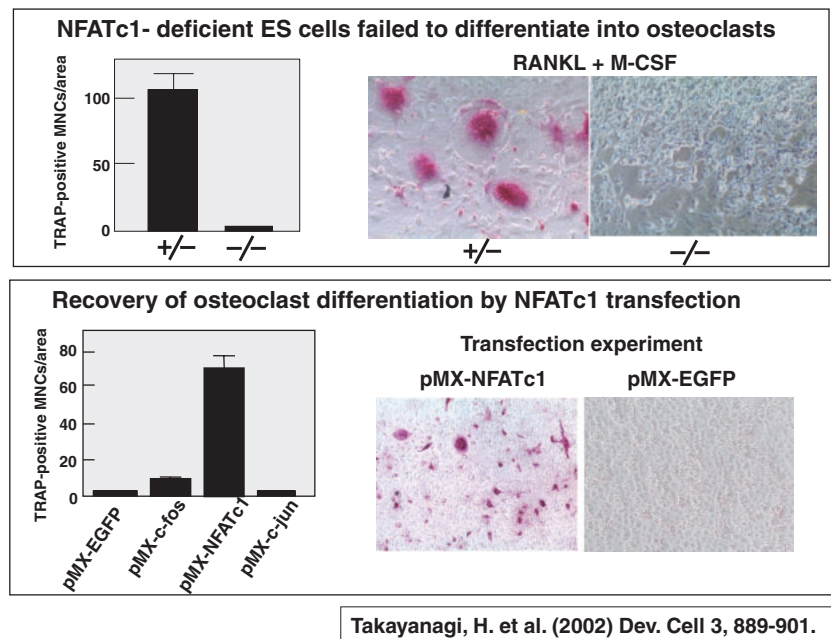 NFATc1- deficient ES cells failed to differentiate into osteoclasts
TRAP-positive MNCs/area
100
50
0
+/–
–/–
RANKL + M-CSF
+/–
–/–
Recovery of osteoclast differentiation by NFATc1 transfection
TRAP-positive MNCs/area
80
60
40
20
0
pMX-EGFP
pMX-c-fos
pMX-NFATc1
pMX-c-jun
Transfection experiment
pMX-NFATc1
pMX-EGFP
Takayanagi, H. et al. (2002) Dev. Cell 3, 889-901.